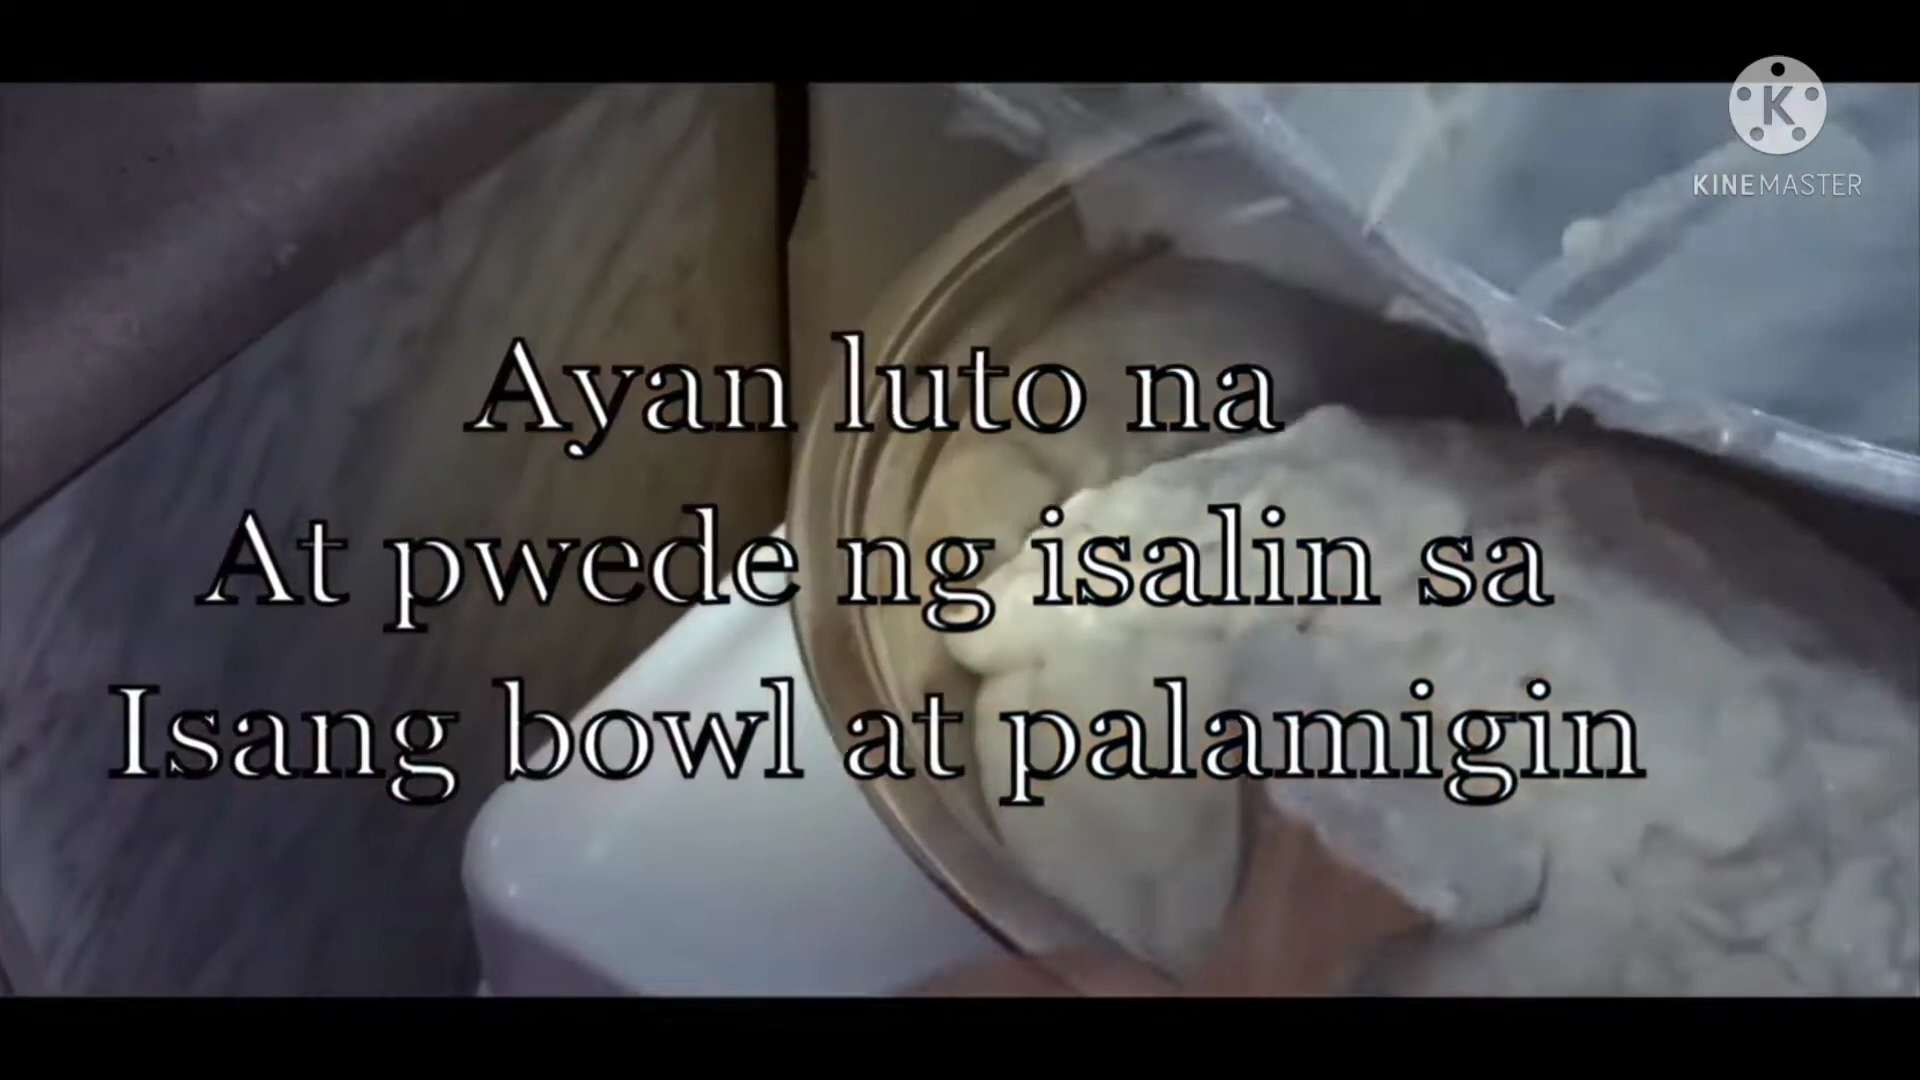 K
KINEMASTER
Ayan luto na
At pwede ng isalin sa
Isang bowl at palamigin